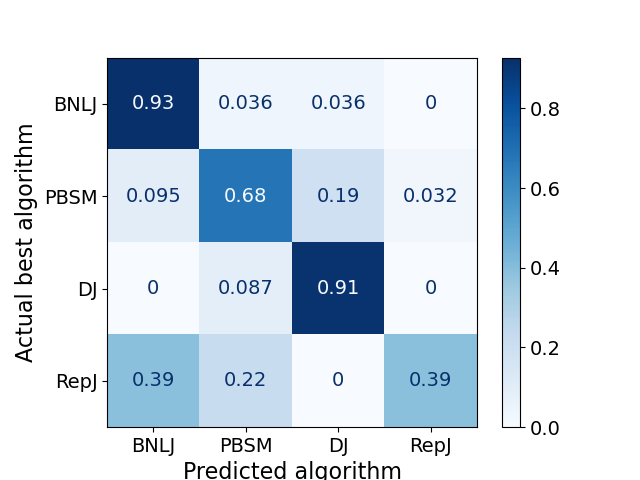 BNLJ 0.93 0.036 0.036 0
PBSM 0.095 0.68 0.19 0.032
DJ 0 0.087 0.91 0
RepJ 0.39 0.22 0 0.39
BNLJ PBSM DJ RepJ
Predicted algorithm
Actual best algorithm
0.8
0.6
0.4
0.2
0.0